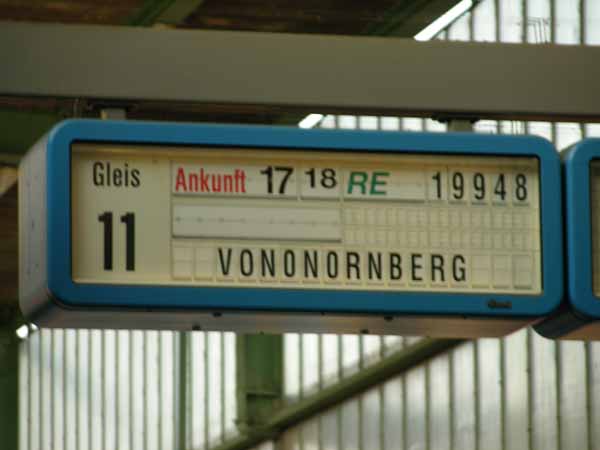 Gleis Ankunft 17 18 RE 19948
11
VONONORNBERG